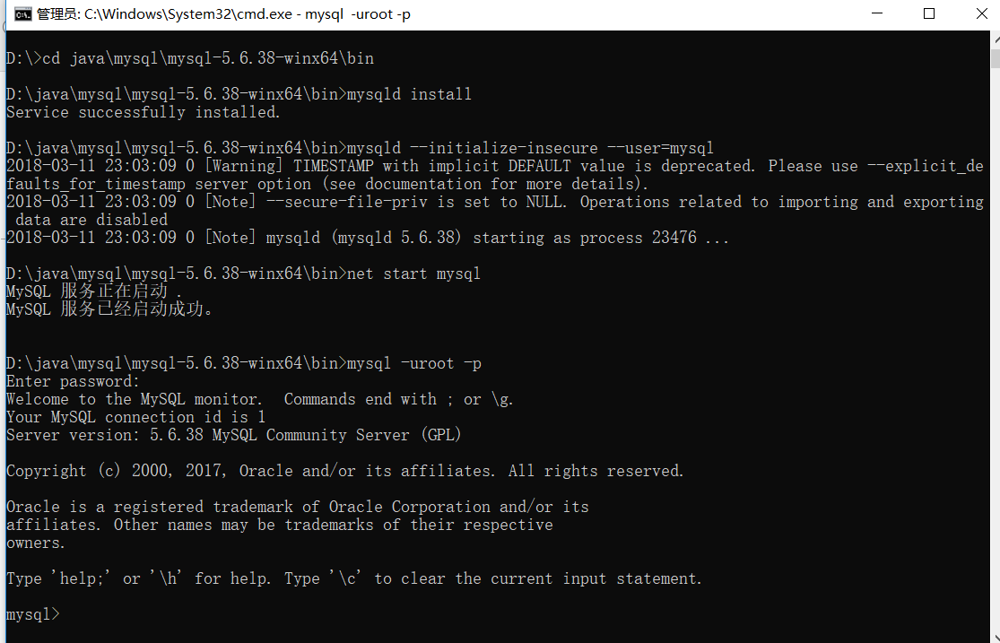 管理员: C:\Windows\System32\cmd.exe - mysql  -uroot -p
D:\>cd java\mysql\mysql-5.6.38-winx64\bin
D:\java\mysql\mysql-5.6.38-winx64\bin>mysqld install
Service successfully installed.
D:\java\mysql\mysql-5.6.38-winx64\bin>mysqld --initialize-insecure --user=mysql
2018-03-11 23:03:09 0 [Warning] TIMESTAMP with implicit DEFAULT value is deprecated. Please use --explicit_de
faults_for_timestamp server option (see documentation for more details).
2018-03-11 23:03:09 0 [Note] --secure-file-priv is set to NULL. Operations related to importing and exporting
 data are disabled
2018-03-11 23:03:09 0 [Note] mysqld (mysqld 5.6.38) starting as process 23476 ...
D:\java\mysql\mysql-5.6.38-winx64\bin>net start mysql
MySQL 服务正在启动 .
MySQL 服务已经启动成功。
D:\java\mysql\mysql-5.6.38-winx64\bin>mysql -uroot -p
Enter password:
Welcome to the MySQL monitor.  Commands end with ; or \g.
Your MySQL connection id is 1
Server version: 5.6.38 MySQL Community Server (GPL)
Copyright (c) 2000, 2017, Oracle and/or its affiliates. All rights reserved.
Oracle is a registered trademark of Oracle Corporation and/or its
affiliates. Other names may be trademarks of their respective
owners.
Type 'help;' or '\h' for help. Type '\c' to clear the current input statement.
mysql>